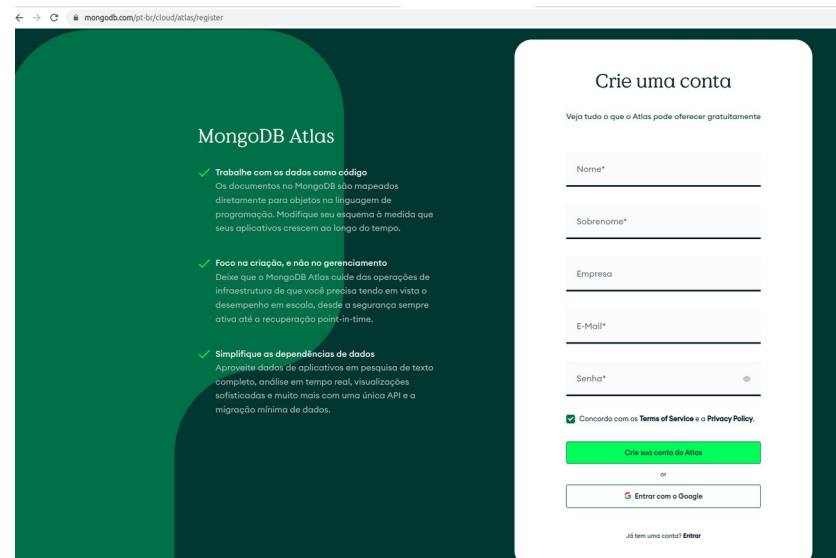 mongodb.com/pt-br/cloud/atlas/register
MongoDB Atlas
Trabalhe com os dados como código
Os documentos no MongoDB são mapeados
diretamente para objetos na linguagem de
programação. Modifique seu esquema à medida que
seus aplicativos crescem ao longo do tempo.
Foco na criação, e não no gerenciamento
Deixe que o MongoDB Atlas cuide das operações de
infraestrutura de que você precisa tendo em vista o
desempenho em escala, desde a segurança sempre
ativa até a recuperação point-in-time.
Simplifique as dependências de dados
Aproveite dados de aplicativos em pesquisa de texto
completo, análise em tempo real, visualizações
sofisticadas e muito mais com uma única API e a
migração mínima de dados.
Crie uma conta
Veja tudo o que o Atlas pode oferecer gratuitamente
Nome*
Sobrenome*
Empresa
E-Mail*
Senha*
Concordo com os Terms of Service e a Privacy Policy.
Crie sua conta do Atlas
or
Entrar com o Google
Já tem uma conta? Entrar